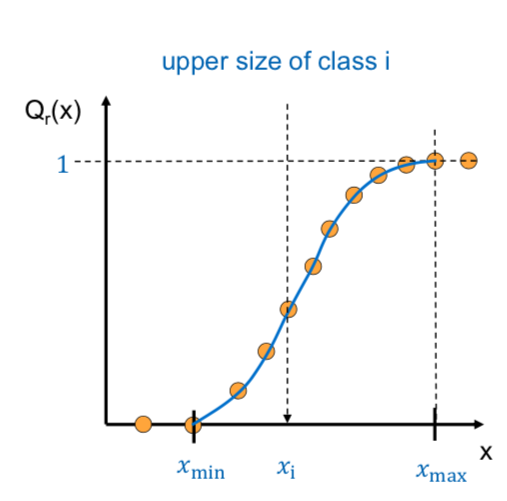 upper size of class i
Qr(x)
1
x
xmin
xi
xmax